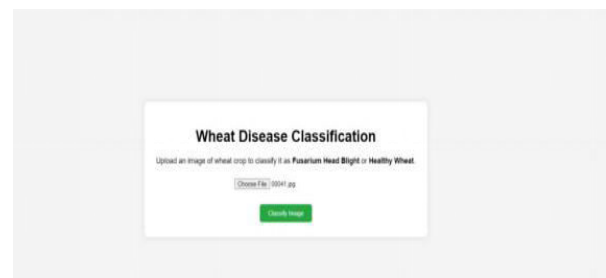 Wheat Disease Classification
Upload an image of wheat crop to classify it as Fusarium Head Blight or Healthy Wheat.
Choose File 00041.jpg
Classify Image